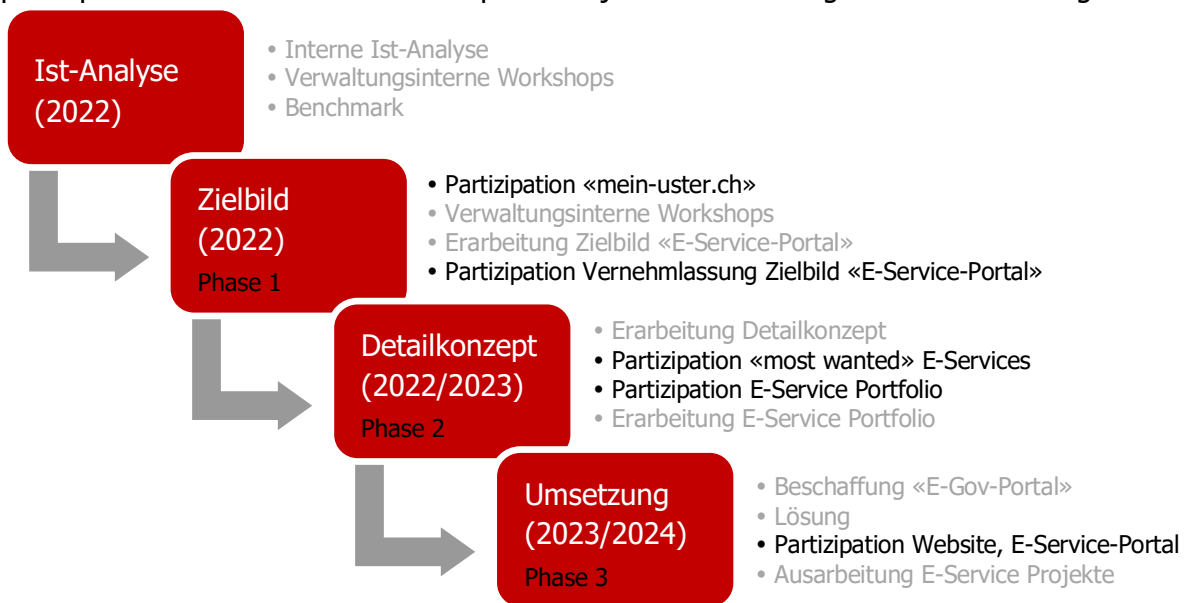 Ist-Analyse
(2022)
• Interne Ist-Analyse
• Verwaltungsinterne Workshops
• Benchmark
Zielbild
(2022)
Phase 1
• Partizipation «mein-uster.ch»
• Verwaltungsinterne Workshops
• Erarbeitung Zielbild «E-Service-Portal»
• Partizipation Vernehmlassung Zielbild «E-Service-Portal»
Detailkonzept
(2022/2023)
Phase 2
• Erarbeitung Detailkonzept
• Partizipation «most wanted» E-Services
• Partizipation E-Service Portfolio
• Erarbeitung E-Service Portfolio
Umsetzung
(2023/2024)
Phase 3
• Beschaffung «E-Gov-Portal»
• Lösung
• Partizipation Website, E-Service-Portal
• Ausarbeitung E-Service Projekte